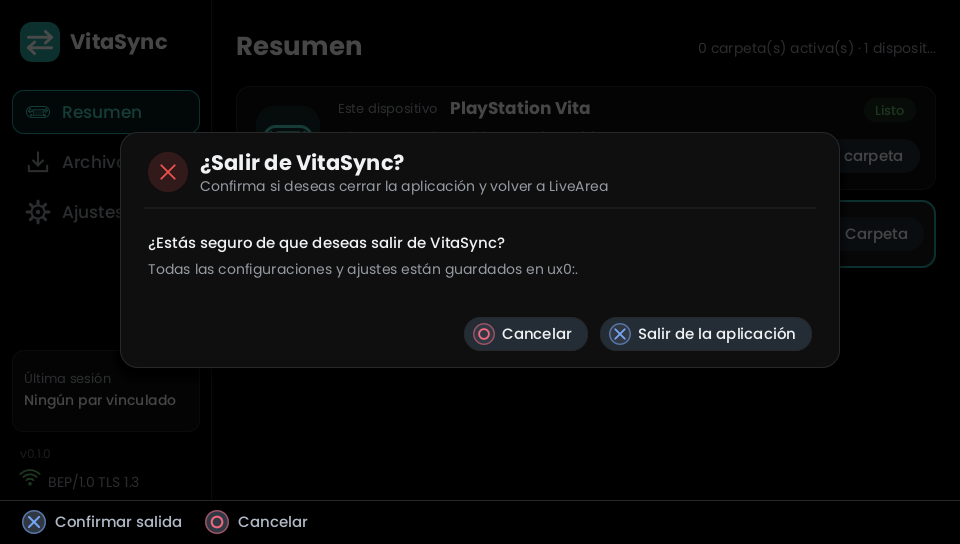 VitaSync
Resumen
0 carpeta(s) activa(s) · 1 disposit...
Resumen
Este dispositivo
PlayStation Vita
Listo
carpeta
Ajustes
Carpeta
¿Salir de VitaSync?
Confirma si deseas cerrar la aplicación y volver a LiveArea
¿Estás seguro de que deseas salir de VitaSync?
Todas las configuraciones y ajustes están guardados en ux0:.
Cancelar
Salir de la aplicación
Última sesión
Ningún par vinculado
v0.1.0
BEP/1.0 TLS 1.3
Confirmar salida
Cancelar